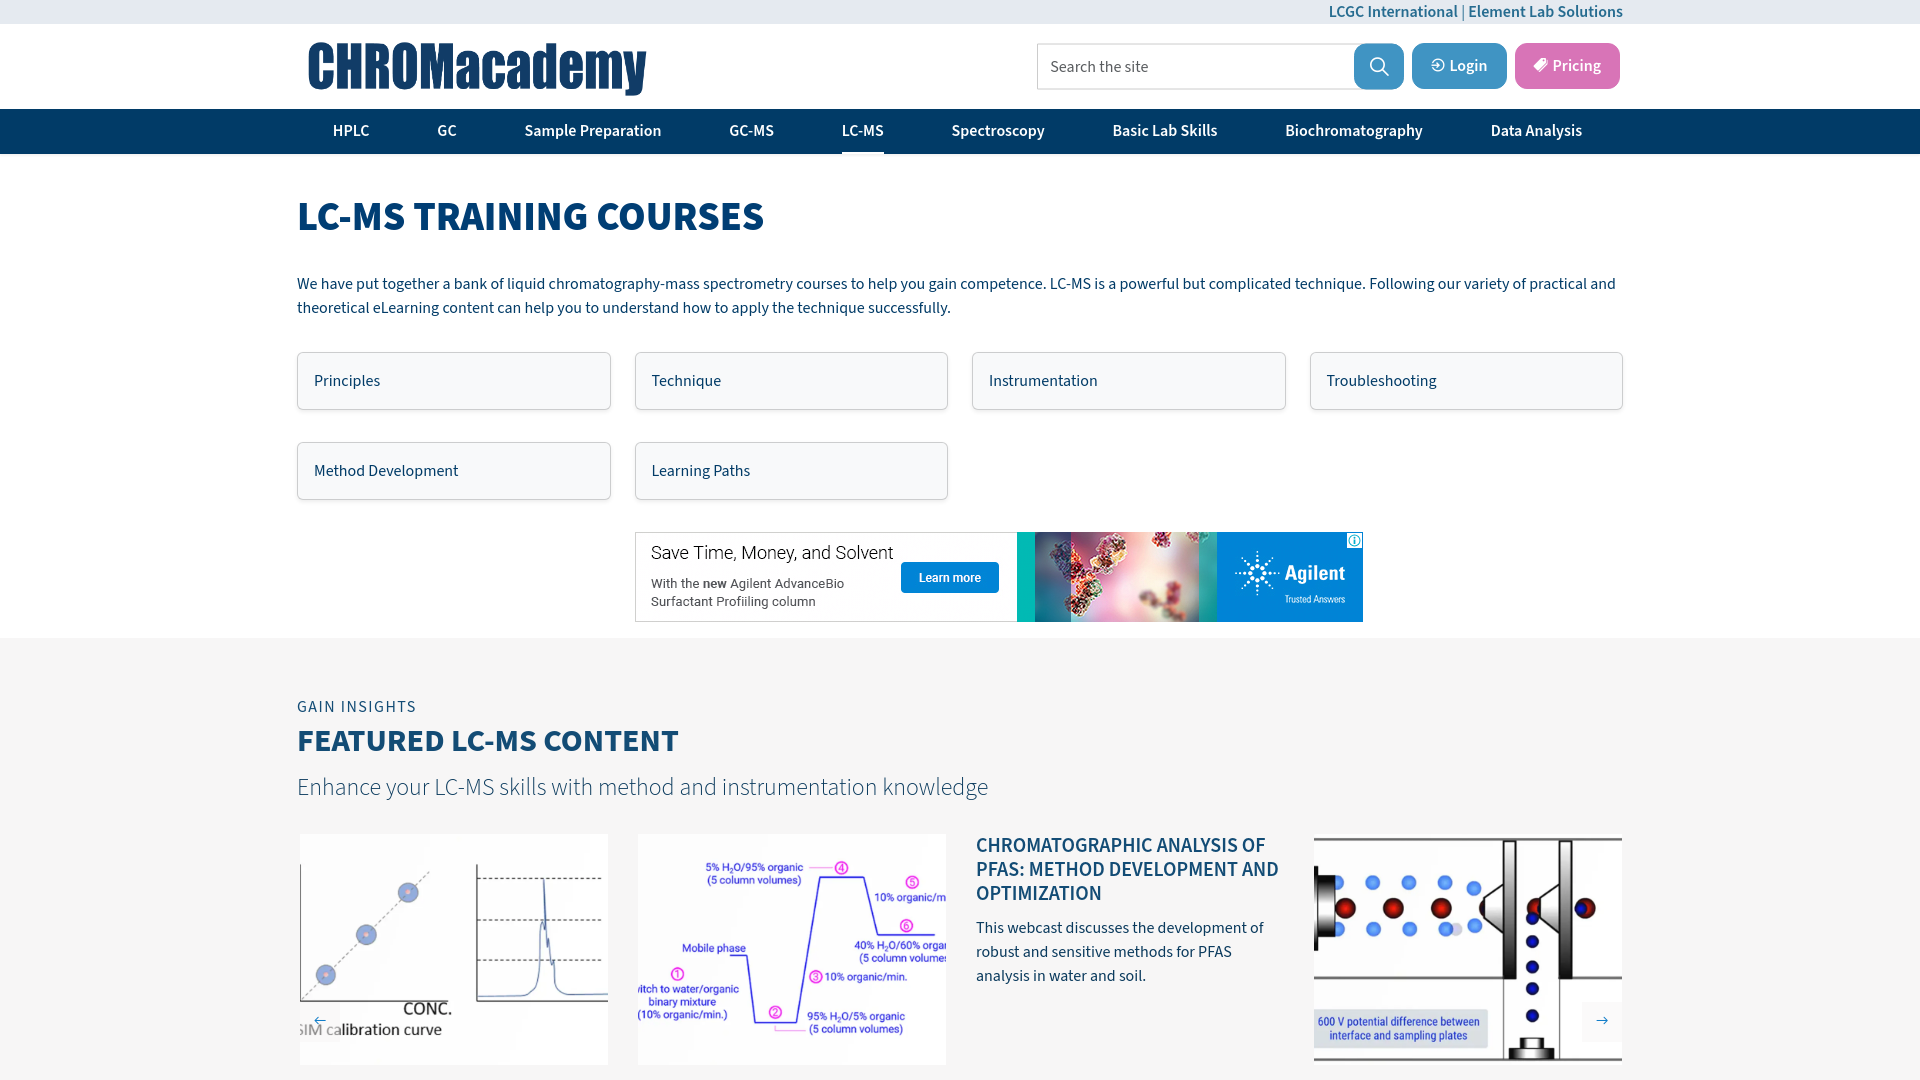 LCGC International | Element Lab Solutions
CHROMacademy
Search the site
Login
Pricing
HPLC
GC
Sample Preparation
GC-MS
LC-MS
Spectroscopy
Basic Lab Skills
Biochromatography
Data Analysis
LC-MS TRAINING COURSES
We have put together a bank of liquid chromatography-mass spectrometry courses to help you gain competence. LC-MS is a powerful but complicated technique. Following our variety of practical and
theoretical eLearning content can help you to understand how to apply the technique successfully.
Principles
Technique
Instrumentation
Troubleshooting
Method Development
Learning Paths
Save Time, Money, and Solvent
With the new Agilent AdvanceBio
Surfactant Profiiling column
Learn more
Agilent
Trusted Answers
GAIN INSIGHTS
FEATURED LC-MS CONTENT
Enhance your LC-MS skills with method and instrumentation knowledge
CONC.
SIM calibration curve
5% H₂O/95% organic
(5 column volumes)
4
5
10% organic/m
6
40% H₂O/60% orga
(5 column volume
Mobile phase
1
witch to water/organic
binary mixture
(10% organic/min.)
3 10% organic/min.
2
95% H₂O/5% organic
(5 column volumes)
CHROMATOGRAPHIC ANALYSIS OF
PFAS: METHOD DEVELOPMENT AND
OPTIMIZATION
This webcast discusses the development of
robust and sensitive methods for PFAS
analysis in water and soil.
600 V potential difference between
interface and sampling plates